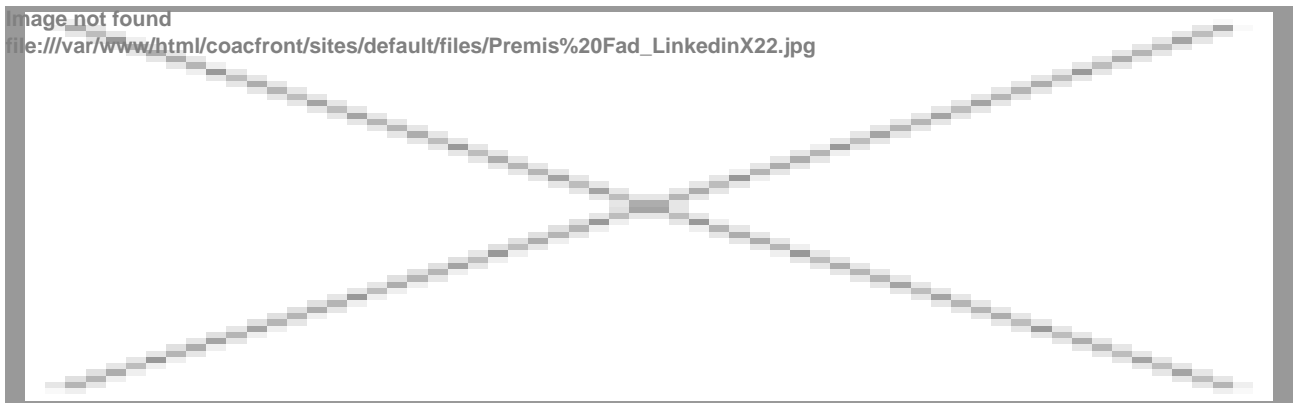 Image not found
file:///var/www/html/coacfront/sites/default/files/Premis%20Fad_LinkedinX22.jpg